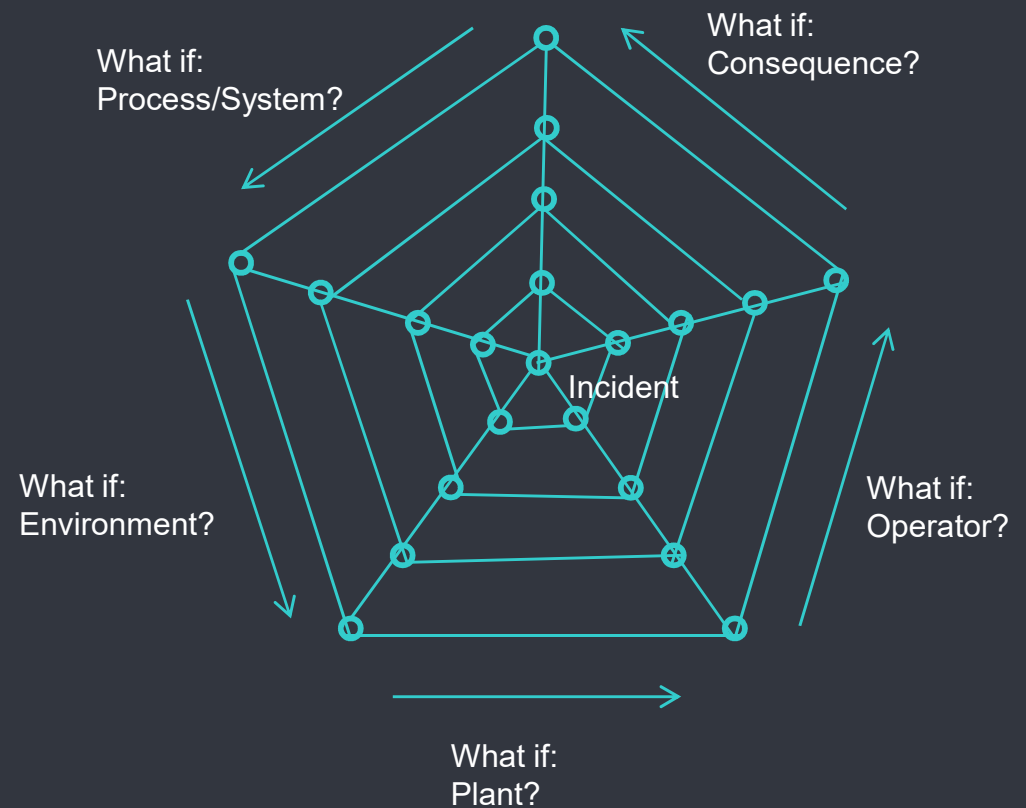 What if:
Consequence?
What if:
Process/System?
Incident
What if:
Environment?
What if:
Operator?
What if:
Plant?